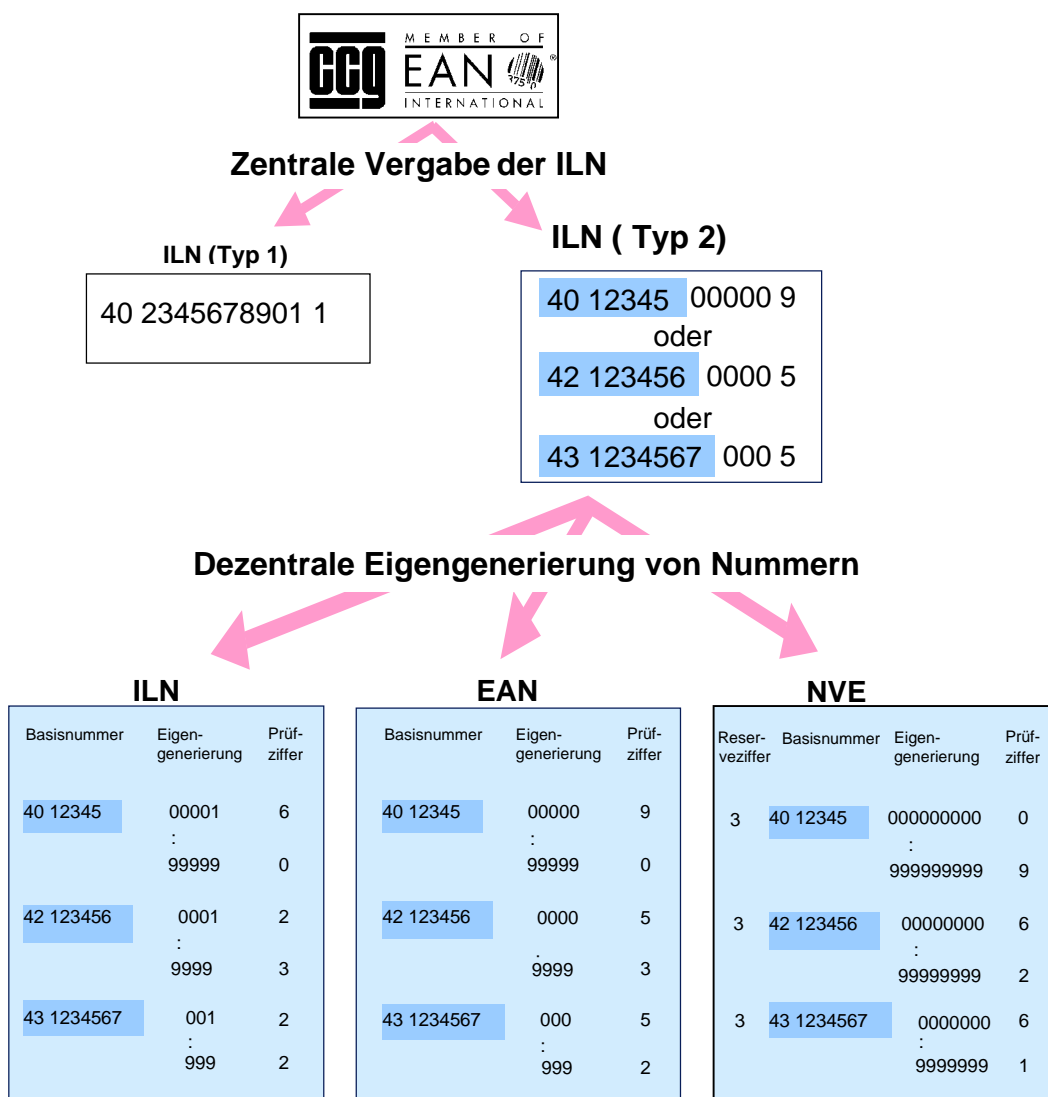 ccg
MEMBER OF
EAN
INTERNATIONAL
Zentrale Vergabe der ILN
ILN (Typ 1)
40 2345678901 1
ILN ( Typ 2)
40 12345 00000 9
oder
42 123456 0000 5
oder
43 1234567 000 5
Dezentrale Eigengenerierung von Nummern
ILN
Basisnummer Eigen- Prüf-
generierung ziffer
40 12345 00001 6
:
99999 0
42 123456 0001 2
:
9999 3
43 1234567 001 2
:
999 2
EAN
Basisnummer Eigen- Prüf-
generierung ziffer
40 12345 00000 9
:
99999 0
42 123456 0000 5
:
9999 3
43 1234567 000 5
:
999 2
NVE
Reser- Basisnummer Eigen- Prüf-
veziffer generierung ziffer
3 40 12345 000000000 0
:
999999999 9
3 42 123456 00000000 6
:
99999999 2
3 43 1234567 0000000 6
:
9999999 1